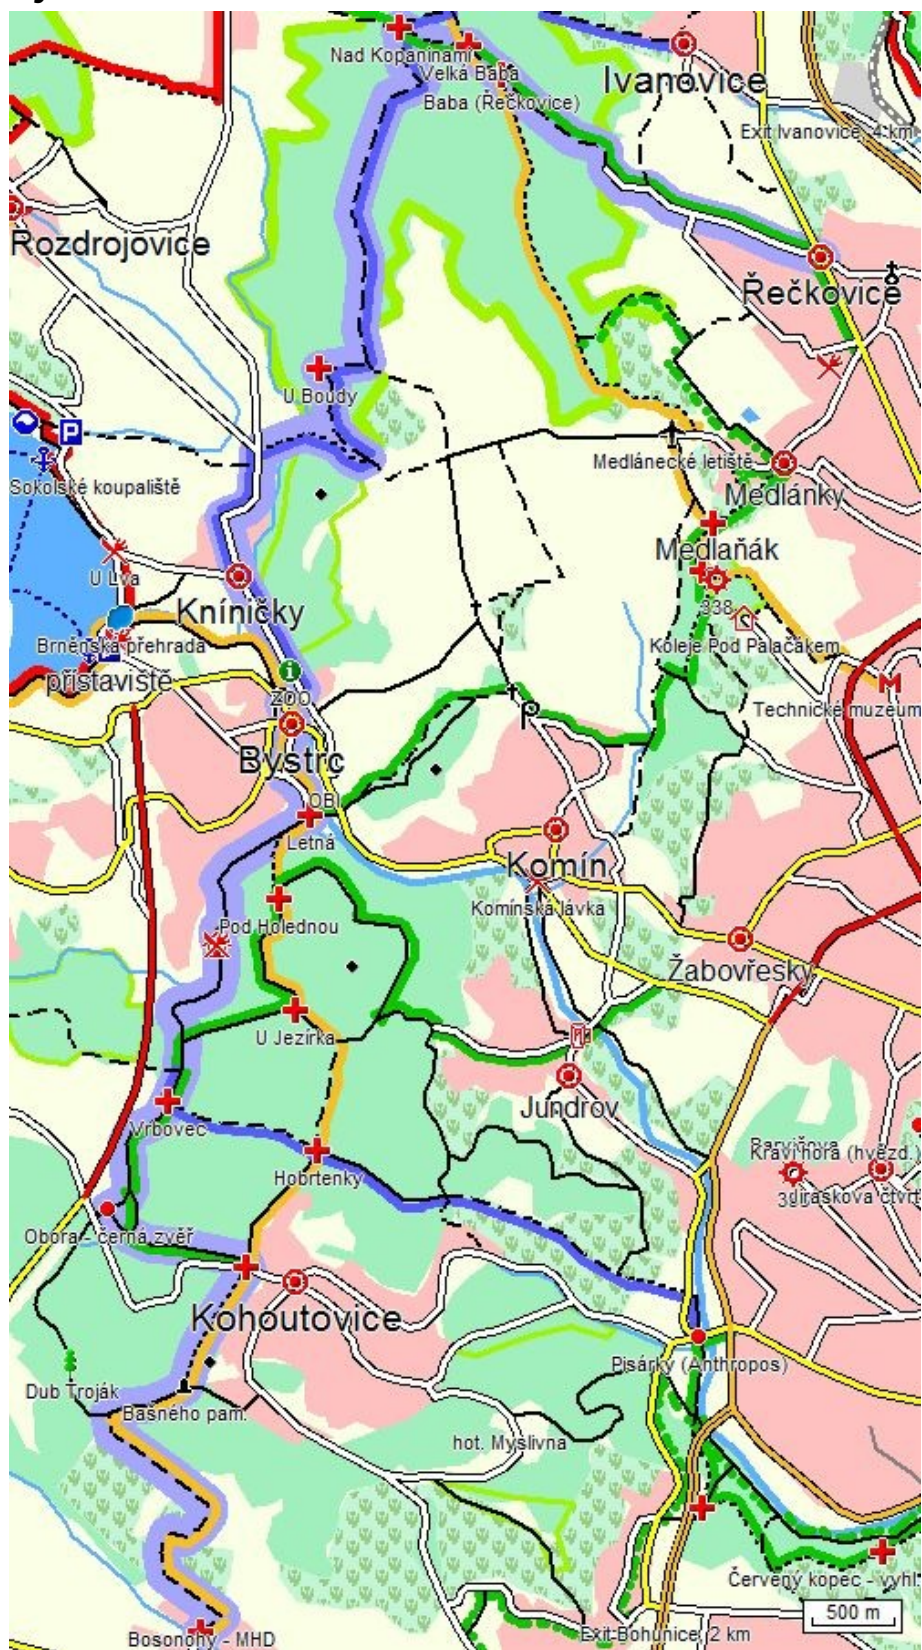 Nad Kopaninami
Velká Baba
Ivanovice
Baba (Řečkovice)
Exit Ivanovice, 4 km
Rozdrojovice
Řečkovice
U Boudy
P
Medlánecké letiště
Sokolské koupaliště
Medlánky
Medlaňák
U Lva
338
Kníničky
Brněnská přehrada
Koleje Pod Palačákem
přístaviště
ZOO
M
Technické muzeum
Bystrc
OBI
Letná
Komín
Komínská lávka
Pod Holednou
Žabovřesky
U Jezírka
Jundrov
Vrbovec
Hobrtenky
Kraví hora (hvězd.)
Jiráskova čtvrť
Obora - černá zvěř
Kohoutovice
Pisárky (Anthropos)
Dub Troják
Bašného pam.
hot. Myslivna
Červený kopec - vyhl.
500 m
Exit Bohunice, 2 km
Bosonohy - MHD